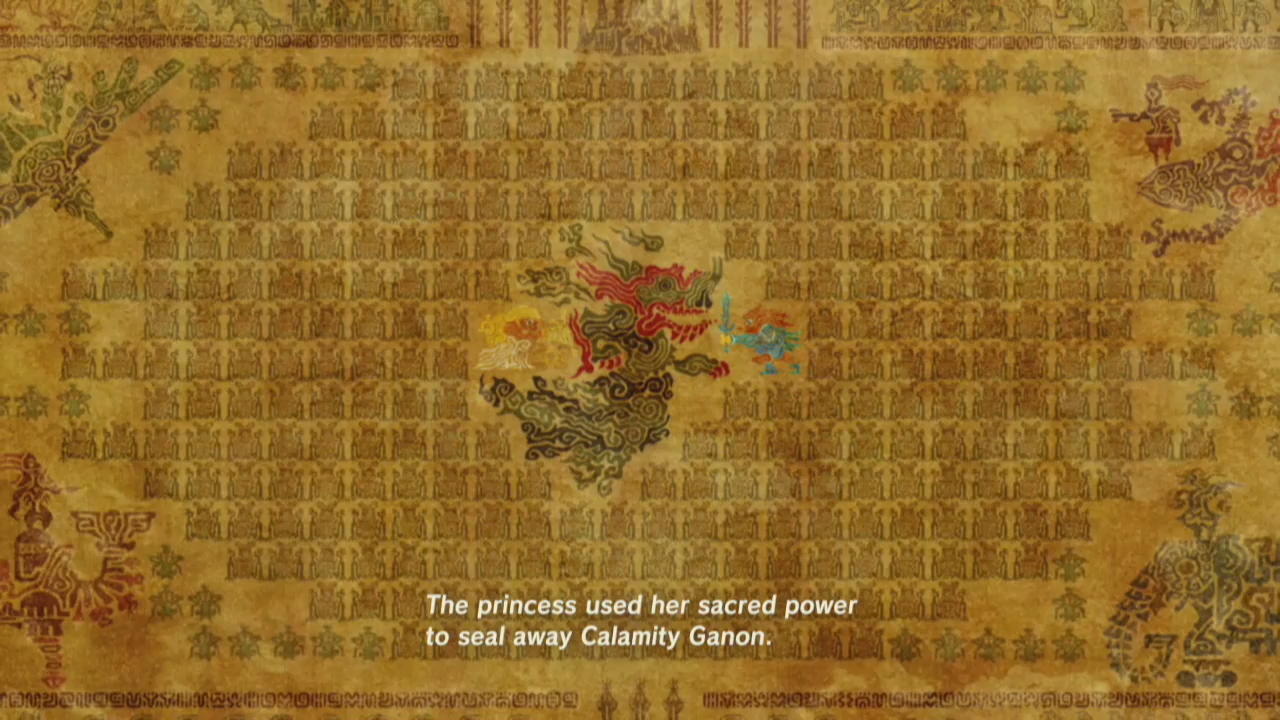 The princess used her sacred power
to seal away Calamity Ganon.